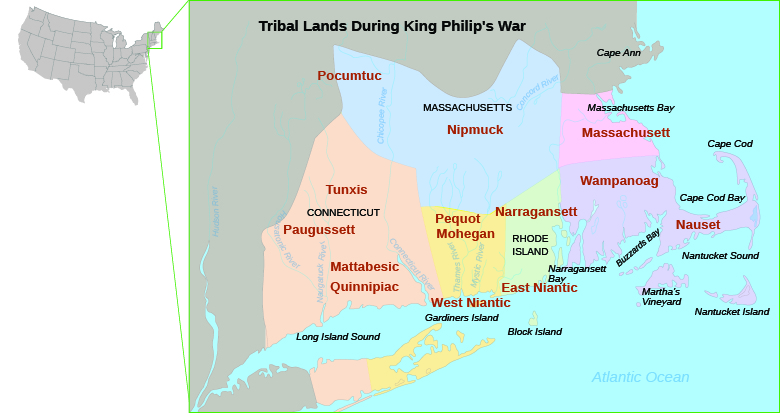 Tribal Lands During King Philip's War
Cape Ann
Pocumtuc
Concord River
MASSACHUSETTS
Massachusetts Bay
Chicopee River
Nipmuck
Massachusett
Cape Cod
Wampanoag
Tunxis
Cape Cod Bay
Hudson River
CONNECTICUT
Pequot
Mohegan
Narragansett
Nauset
Paugussett
RHODE
ISLAND
Buzzards Bay
Housatonic River
Naugatuck River
Connecticut River
Thames River
Mystic River
Nantucket Sound
Mattabesic
Narragansett
Bay
Quinnipiac
East Niantic
Martha's
Vineyard
West Niantic
Nantucket Island
Gardiners Island
Long Island Sound
Block Island
Atlantic Ocean